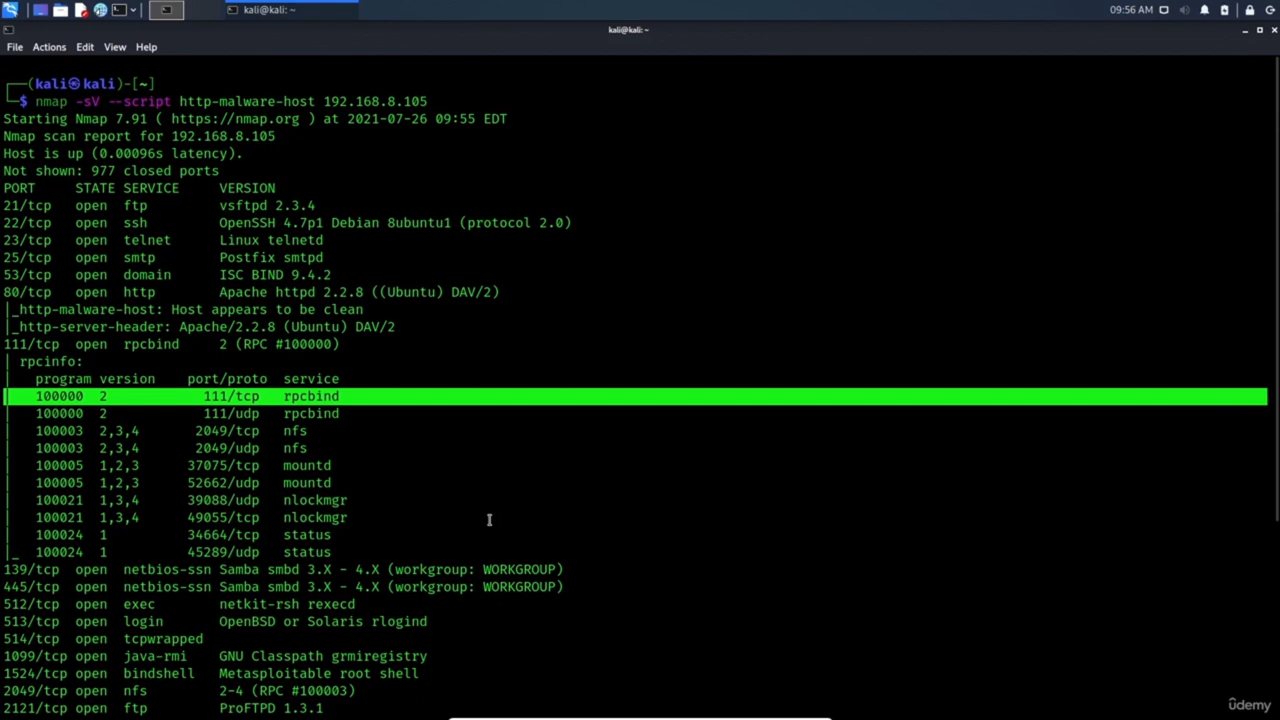 kali@kali: ~
09:56 AM
kali@kali: ~
File Actions Edit View Help
┌──(kali㉿kali)-[~]
└─$ nmap -sV --script http-malware-host 192.168.8.105
Starting Nmap 7.91 ( https://nmap.org ) at 2021-07-26 09:55 EDT
Nmap scan report for 192.168.8.105
Host is up (0.00096s latency).
Not shown: 977 closed ports
PORT     STATE SERVICE     VERSION
21/tcp   open  ftp         vsftpd 2.3.4
22/tcp   open  ssh         OpenSSH 4.7p1 Debian 8ubuntu1 (protocol 2.0)
23/tcp   open  telnet      Linux telnetd
25/tcp   open  smtp        Postfix smtpd
53/tcp   open  domain      ISC BIND 9.4.2
80/tcp   open  http        Apache httpd 2.2.8 ((Ubuntu) DAV/2)
|_http-malware-host: Host appears to be clean
|_http-server-header: Apache/2.2.8 (Ubuntu) DAV/2
111/tcp  open  rpcbind     2 (RPC #100000)
| rpcinfo:
|   program version    port/proto  service
|   100000  2            111/tcp   rpcbind
|   100000  2            111/udp   rpcbind
|   100003  2,3,4       2049/tcp   nfs
|   100003  2,3,4       2049/udp   nfs
|   100005  1,2,3      37075/tcp   mountd
|   100005  1,2,3      52662/udp   mountd
|   100021  1,3,4      39088/udp   nlockmgr
|   100021  1,3,4      49055/tcp   nlockmgr
|   100024  1          34664/tcp   status
|_  100024  1          45289/udp   status
139/tcp  open  netbios-ssn Samba smbd 3.X - 4.X (workgroup: WORKGROUP)
445/tcp  open  netbios-ssn Samba smbd 3.X - 4.X (workgroup: WORKGROUP)
512/tcp  open  exec        netkit-rsh rexecd
513/tcp  open  login       OpenBSD or Solaris rlogind
514/tcp  open  tcpwrapped
1099/tcp open  java-rmi    GNU Classpath grmiregistry
1524/tcp open  bindshell   Metasploitable root shell
2049/tcp open  nfs         2-4 (RPC #100003)
2121/tcp open  ftp         ProFTPD 1.3.1
ûdemy